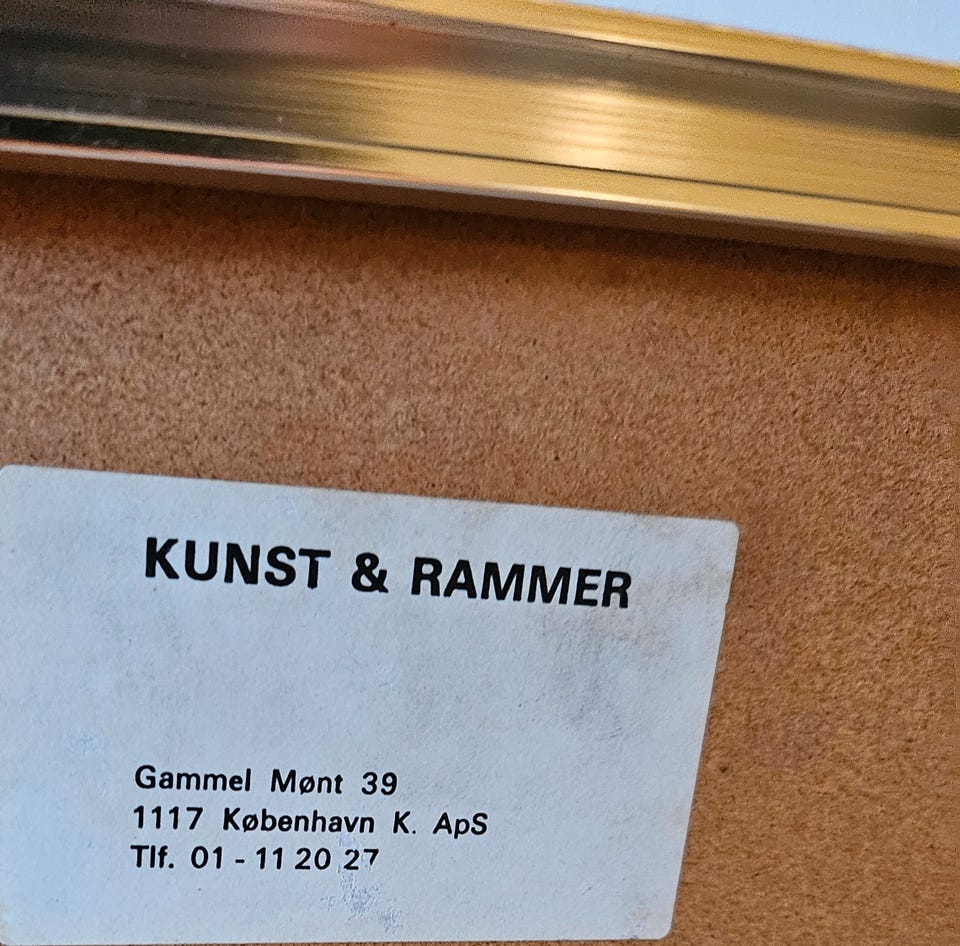 KUNST & RAMMER
Gammel Mønt 39
1117 København K. ApS
Tlf. 01 - 11 20 27